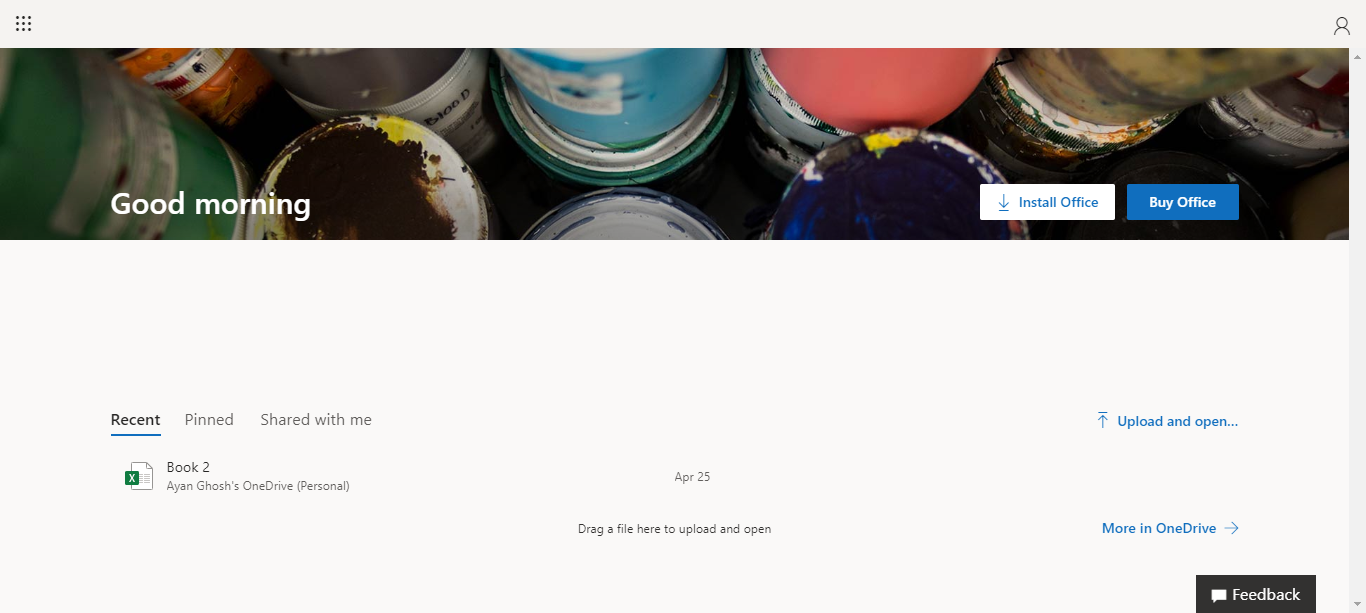 Good morning
Install Office
Buy Office
Recent
Pinned
Shared with me
Upload and open...
X
Book 2
Ayan Ghosh's OneDrive (Personal)
Apr 25
Drag a file here to upload and open
More in OneDrive
Feedback